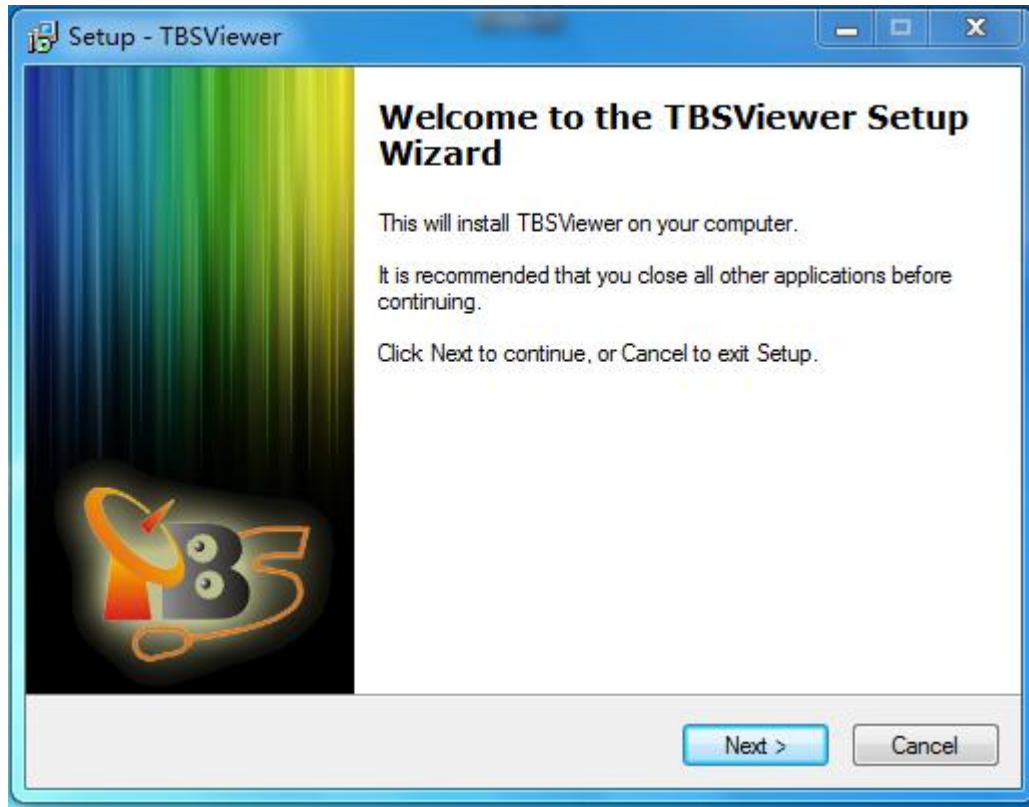 Setup - TBSViewer
Welcome to the TBSViewer Setup
Wizard
This will install TBSViewer on your computer.
It is recommended that you close all other applications before
continuing.
Click Next to continue, or Cancel to exit Setup.
TBS
Next >
Cancel